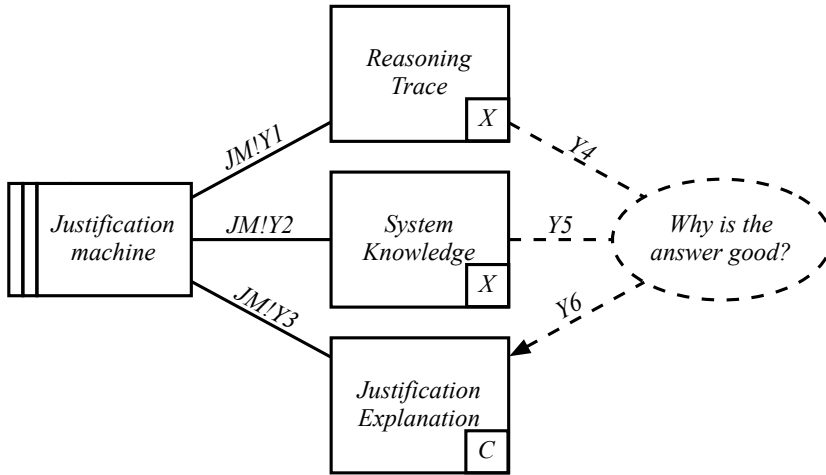 Reasoning
Trace
X
JM!Y1
Y4
Justification
machine
JM!Y2
System
Knowledge
X
Y5
Why is the
answer good?
JM!Y3
Y6
Justification
Explanation
C